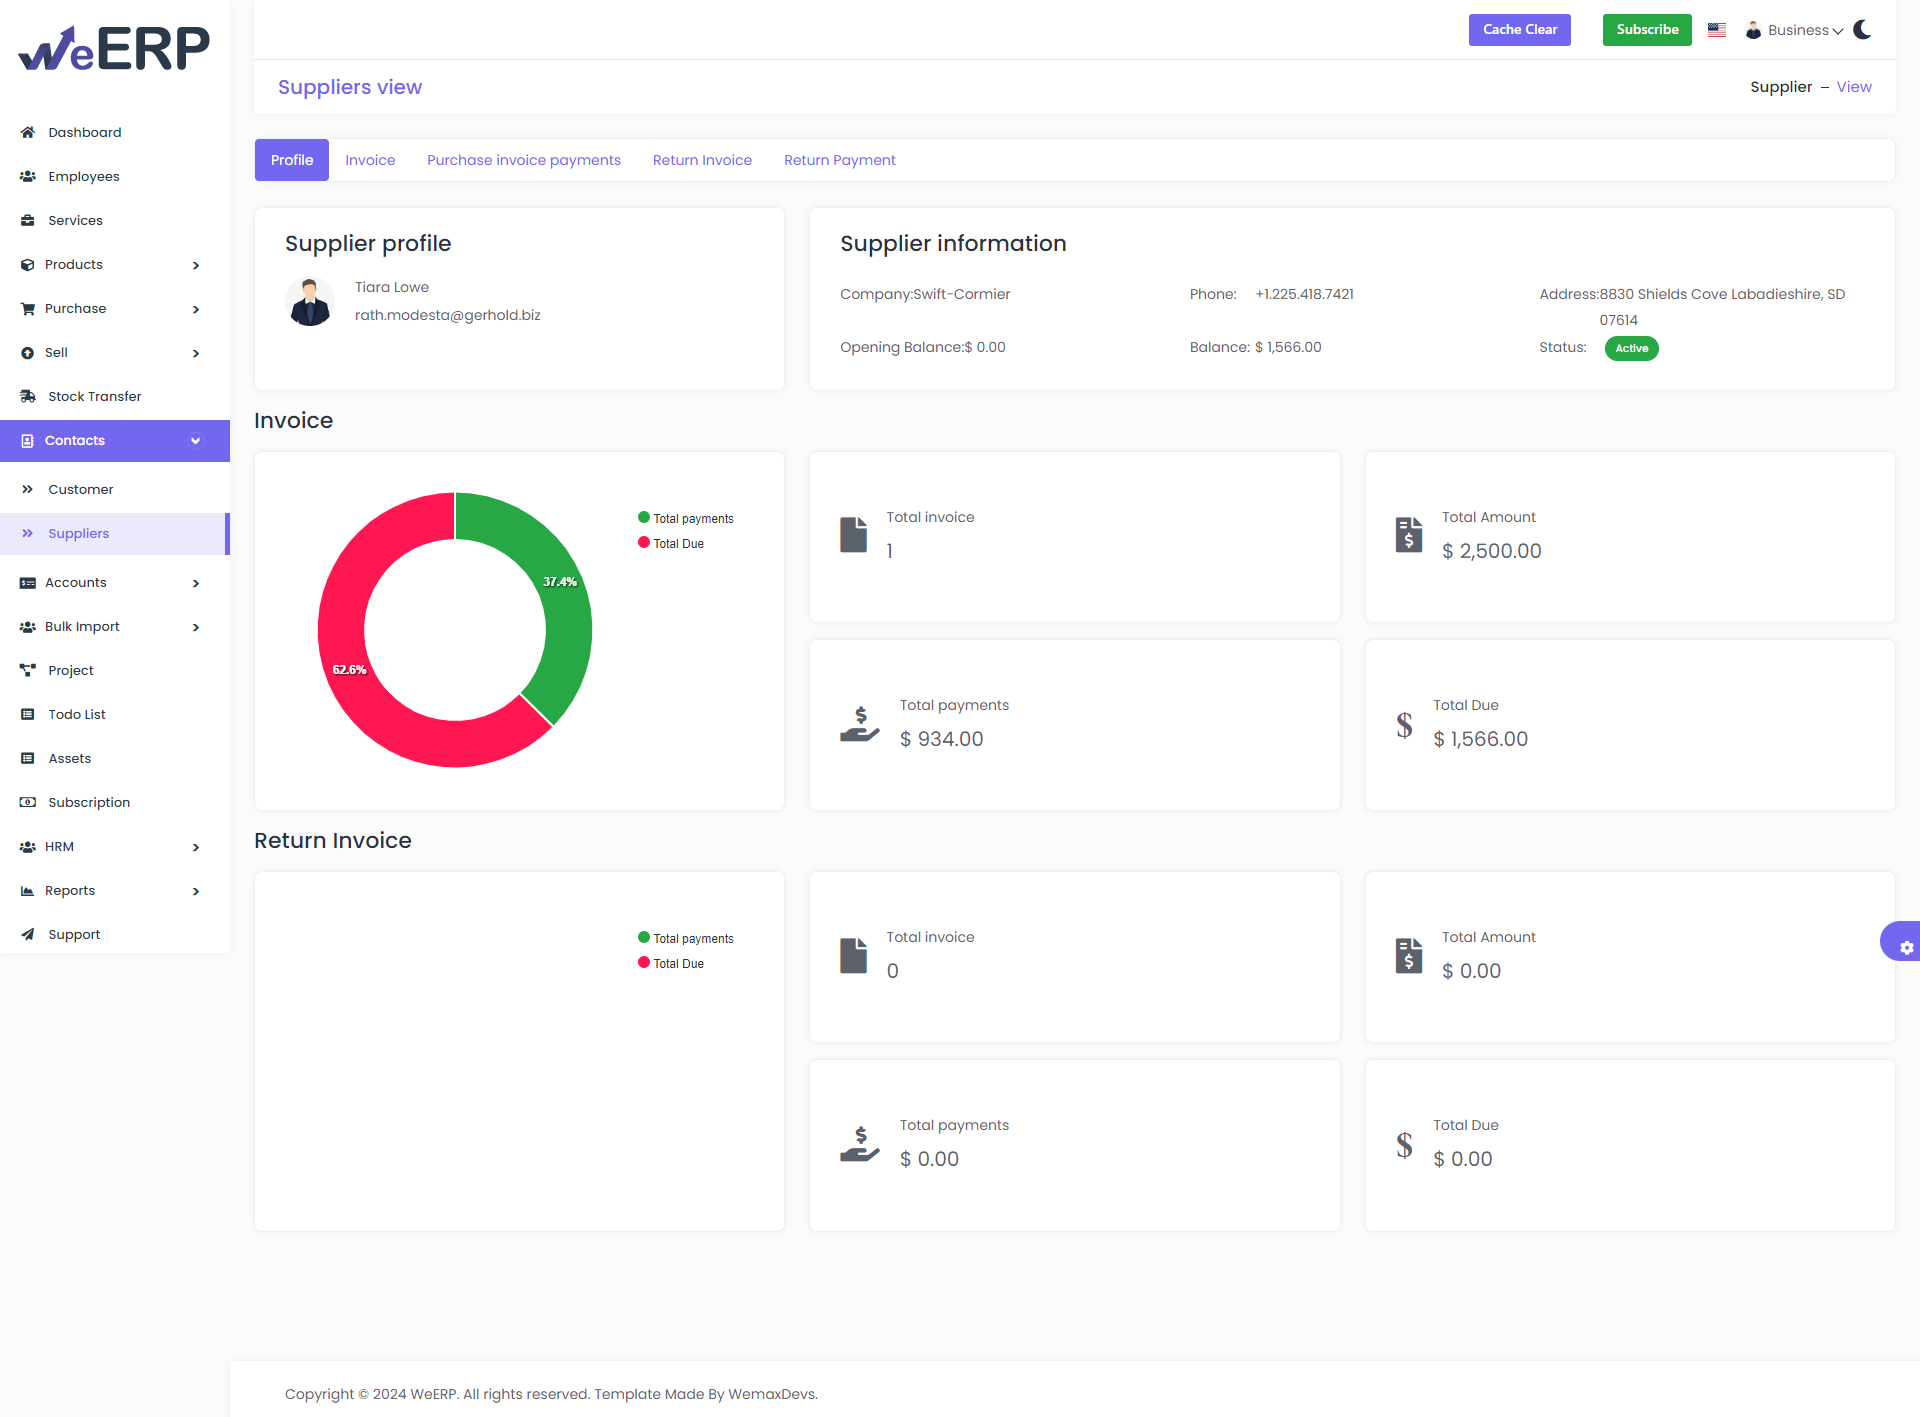 WeERP
Cache Clear
Subscribe
Business
Suppliers view
Supplier – View
Dashboard
Employees
Services
Products
Purchase
Sell
Stock Transfer
Contacts
Customer
Suppliers
Accounts
Bulk Import
Project
Todo List
Assets
Subscription
HRM
Reports
Support
Profile
Invoice
Purchase invoice payments
Return Invoice
Return Payment
Supplier profile
Tiara Lowe
rath.modesta@gerhold.biz
Supplier information
Company:Swift-Cormier
Phone: +1.225.418.7421
Address:8830 Shields Cove Labadieshire, SD
07614
Opening Balance:$ 0.00
Balance: $ 1,566.00
Status: Active
Invoice
37.4%
62.6%
Total payments
Total Due
Total invoice
1
Total Amount
$ 2,500.00
Total payments
$ 934.00
Total Due
$ 1,566.00
Return Invoice
Total payments
Total Due
Total invoice
0
Total Amount
$ 0.00
Total payments
$ 0.00
Total Due
$ 0.00
Copyright © 2024 WeERP. All rights reserved. Template Made By WemaxDevs.